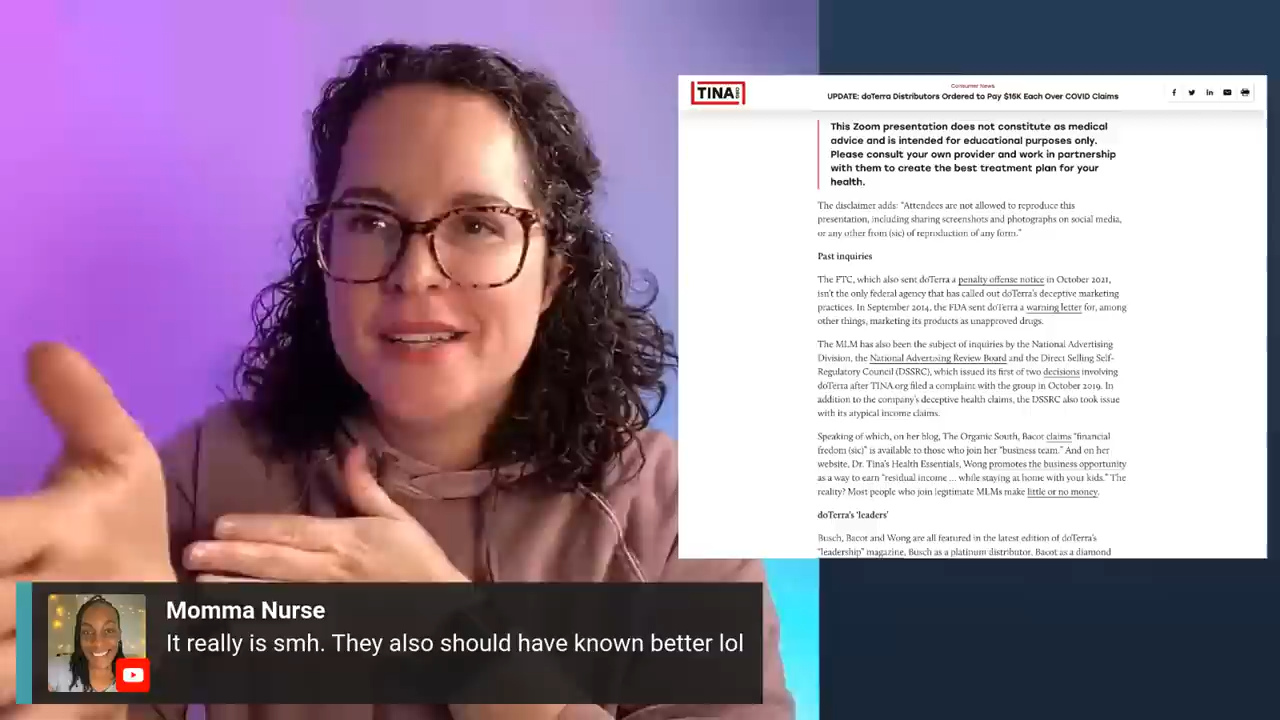 TINA
.ORG
Consumer News
UPDATE: doTerra Distributors Ordered to Pay $16K Each Over COVID Claims
This Zoom presentation does not constitute as medical
advice and is intended for educational purposes only.
Please consult your own provider and work in partnership
with them to create the best treatment plan for your
health.
The disclaimer adds: “Attendees are not allowed to reproduce this
presentation, including sharing screenshots and photographs on social media,
or any other from (sic) of reproduction of any form.”
Past inquiries
The FTC, which also sent doTerra a penalty offense notice in October 2021,
isn’t the only federal agency that has called out doTerra’s deceptive marketing
practices. In September 2014, the FDA sent doTerra a warning letter for, among
other things, marketing its products as unapproved drugs.
The MLM has also been the subject of inquiries by the National Advertising
Division, the National Advertising Review Board and the Direct Selling Self-
Regulatory Council (DSSRC), which issued its first of two decisions involving
doTerra after TINA.org filed a complaint with the group in October 2019. In
addition to the company’s deceptive health claims, the DSSRC also took issue
with its atypical income claims.
Speaking of which, on her blog, The Organic South, Bacot claims “financial
fredom (sic)” is available to those who join her “business team.” And on her
website, Dr. Tina’s Health Essentials, Wong promotes the business opportunity
as a way to earn “residual income ... while staying at home with your kids.” The
reality? Most people who join legitimate MLMs make little or no money.
doTerra’s ‘leaders’
Busch, Bacot and Wong are all featured in the latest edition of doTerra’s
“leadership” magazine, Busch as a platinum distributor, Bacot as a diamond
Momma Nurse
It really is smh. They also should have known better lol